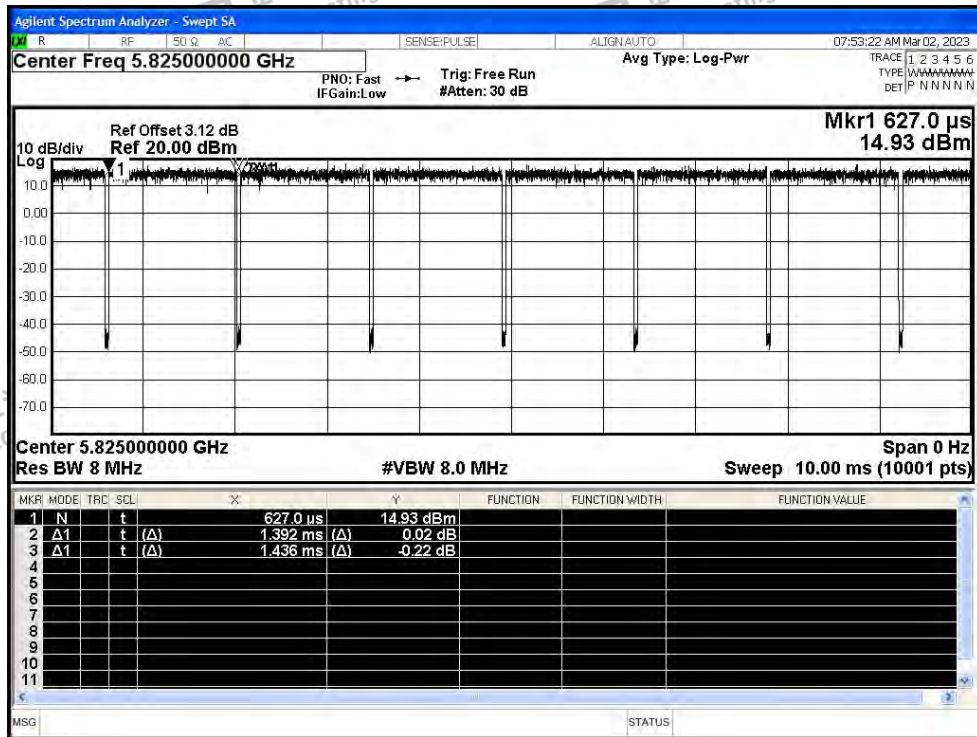 Agilent Spectrum Analyzer - Swept SA
LXI R RF 50 Ω AC SENSE:PULSE ALIGNAUTO 07:53:22 AM Mar 02, 2023
Center Freq 5.825000000 GHz
PNO: Fast
IFGain:Low
Trig: Free Run
#Atten: 30 dB
Avg Type: Log-Pwr
TRACE 1 2 3 4 5 6
TYPE WWWWWW
DET P N N N N N
Mkr1 627.0 µs
14.93 dBm
Ref Offset 3.12 dB
10 dB/div Ref 20.00 dBm
Log
1
10.0
0.00
-10.0
-20.0
-30.0
-40.0
-50.0
-60.0
-70.0
Center 5.825000000 GHz Span 0 Hz
Res BW 8 MHz #VBW 8.0 MHz Sweep 10.00 ms (10001 pts)
MKR MODE TRC SCL X Y FUNCTION FUNCTION WIDTH FUNCTION VALUE
1 N t 627.0 µs 14.93 dBm
2 Δ1 t (Δ) 1.392 ms (Δ) 0.02 dB
3 Δ1 t (Δ) 1.436 ms (Δ) -0.22 dB
4
5
6
7
8
9
10
11
MSG STATUS